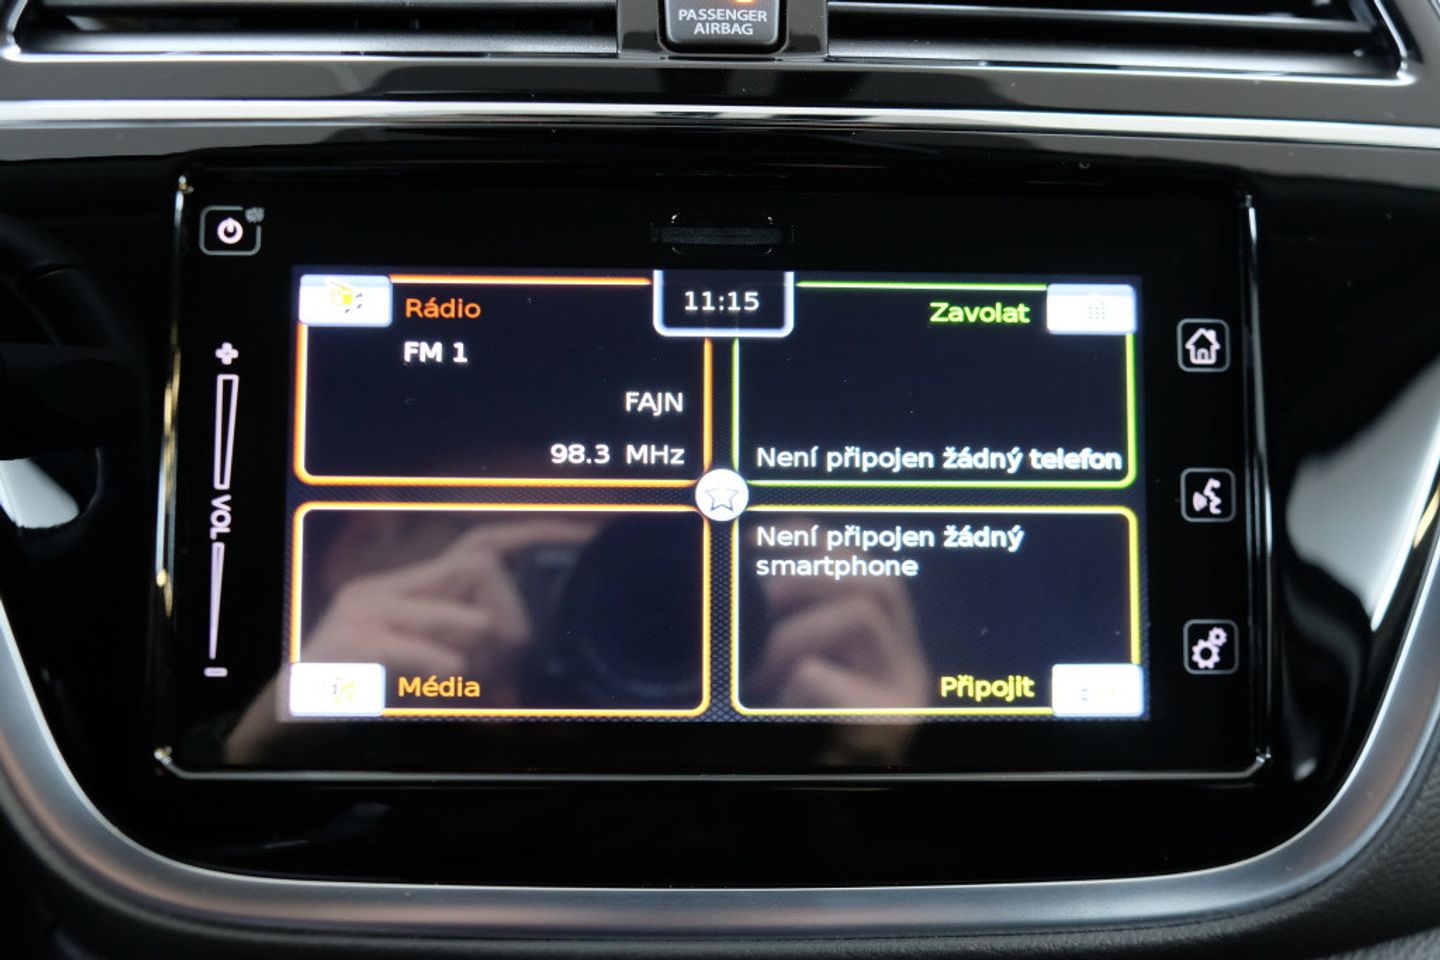 PASSENGER
AIRBAG
11:15
Rádio
FM 1
FAJN
98.3 MHz
Zavolat
Není připojen žádný telefon
VOL
Média
Není připojen žádný
smartphone
Připojit